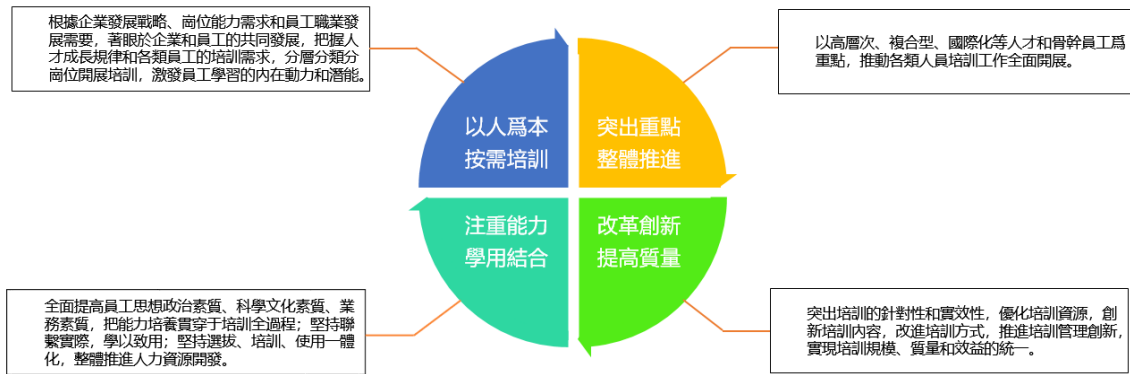 根據企業發展戰略、崗位能力需求和員工職業發
展需要，著眼於企業和員工的共同發展，把握人
才成長規律和各類員工的培訓需求，分層分類分
崗位開展培訓，激發員工學習的內在動力和潛能。
以高層次、複合型、國際化等人才和骨幹員工爲
重點，推動各類人員培訓工作全面開展。
以人爲本
按需培訓
突出重點
整體推進
注重能力
學用結合
改革創新
提高質量
全面提高員工思想政治素質、科學文化素質、業
務素質，把能力培養貫穿于培訓全過程；堅持聯
繫實際，學以致用；堅持選拔、培訓、使用一體
化，整體推進人力資源開發。
突出培訓的針對性和實效性，優化培訓資源，創
新培訓內容，改進培訓方式，推進培訓管理創新，
實現培訓規模、質量和效益的統一。